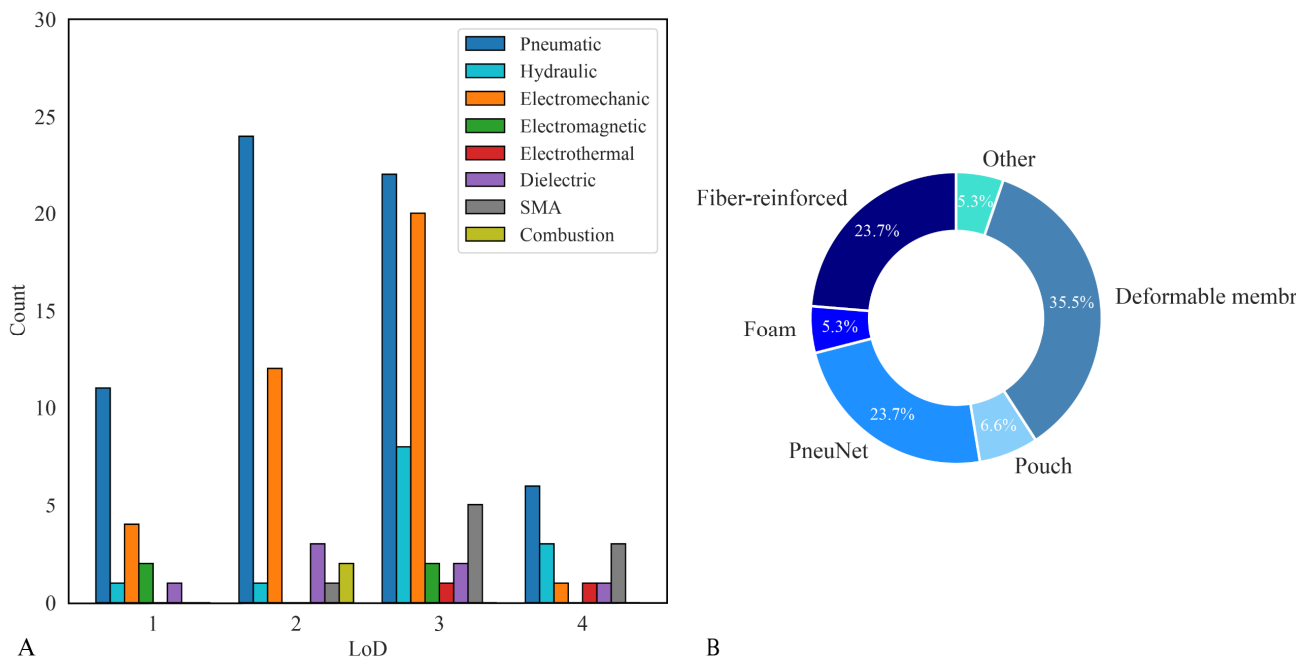 30
25
20
15
10
5
0
Count
Pneumatic
Hydraulic
Electromechanic
Electromagnetic
Electrothermal
Dielectric
SMA
Combustion
1 2 3 4
LoD
A
Other
5.3%
Fiber-reinforced
23.7%
Deformable membr
35.5%
Foam
5.3%
PneuNet
23.7%
Pouch
6.6%
B